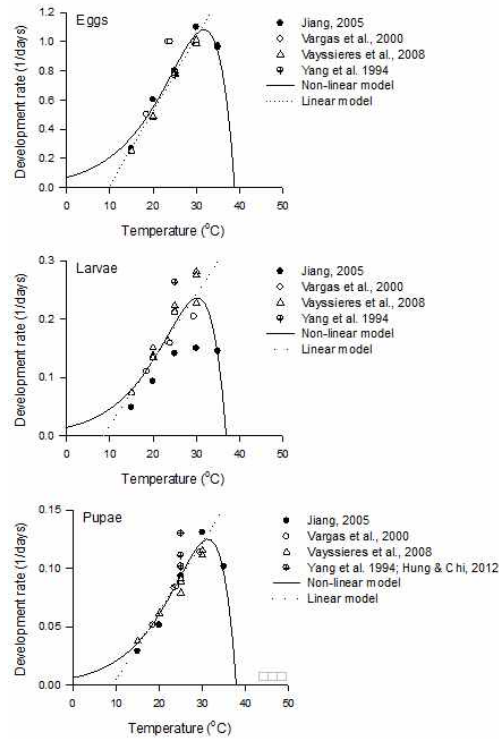 Eggs
Development rate (1/days)
1.2
1.0
0.8
0.6
0.4
0.2
0.0
0 10 20 30 40 50
Temperature (⁰C)
Jiang, 2005
Vargas et al., 2000
Vayssieres et al., 2008
Yang et al. 1994
Non-linear model
Linear model
Larvae
Development rate (1/days)
0.3
0.2
0.1
0.0
0 10 20 30 40 50
Temperature (⁰C)
Jiang, 2005
Vargas et al., 2000
Vayssieres et al., 2008
Yang et al. 1994
Non-linear model
Linear model
Pupae
Development rate (1/days)
0.15
0.10
0.05
0.00
0 10 20 30 40 50
Temperature (⁰C)
Jiang, 2005
Vargas et al., 2000
Vayssieres et al., 2008
Yang et al. 1994; Hung & Chi, 2012
Non-linear model
Linear model